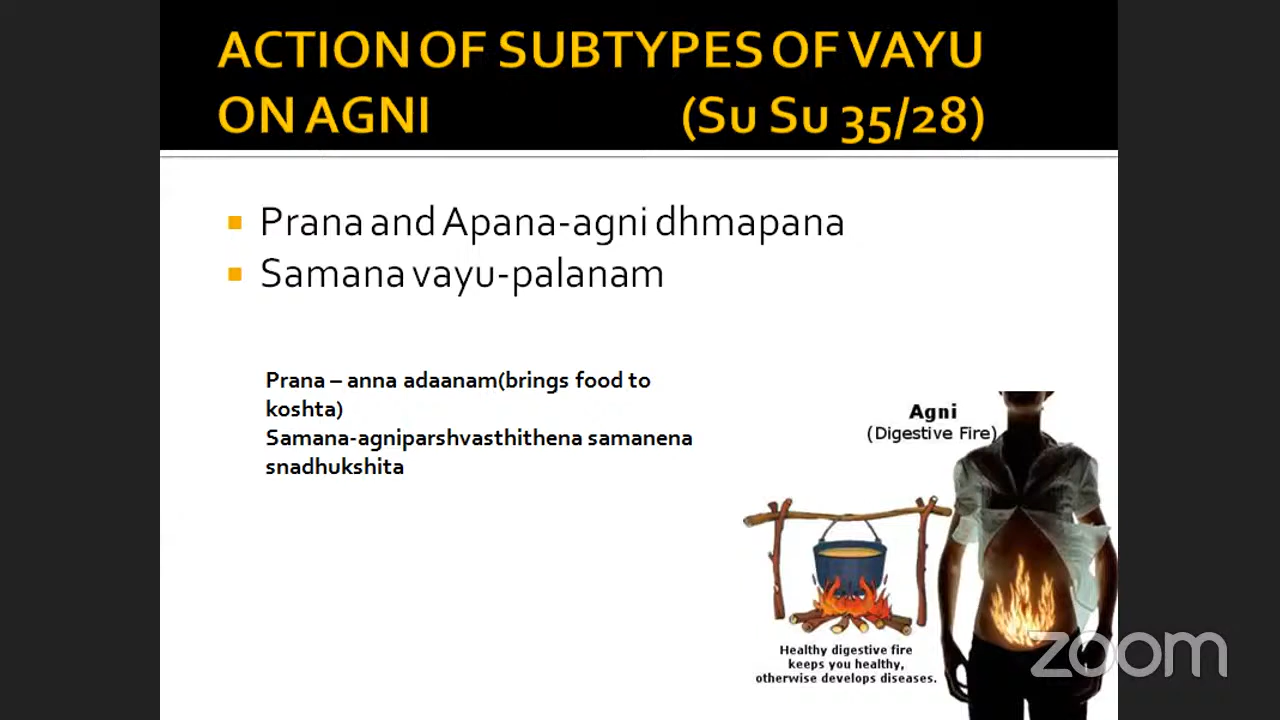 ACTION OF SUBTYPES OF VAYU
ON AGNI (Su Su 35/28)
Prana and Apana-agni dhmapana
Samana vayu-palanam
Prana – anna adaanam(brings food to
koshta)
Samana-agniparshvasthithena samanena
snadhukshita
Agni
(Digestive Fire)
Healthy digestive fire
keeps you healthy,
otherwise develops diseases.
zoom